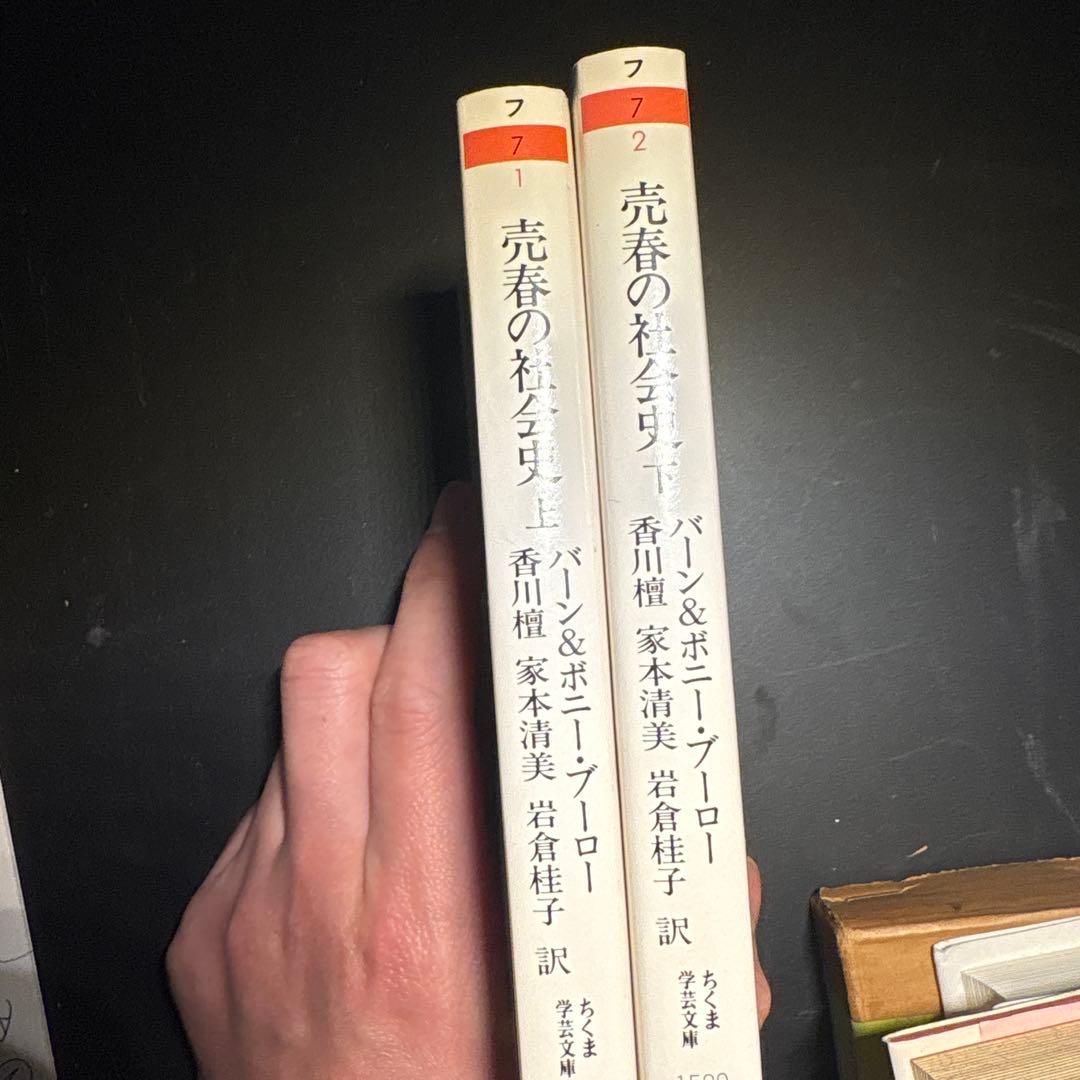 フ
7
1
売春の社会史 上
バーン&ボニー・ブーロー
香川檀 家本清美 岩倉桂子 訳
ちくま
学芸文庫
フ
7
2
売春の社会史 下
バーン&ボニー・ブーロー
香川檀 家本清美 岩倉桂子 訳
ちくま
学芸文庫